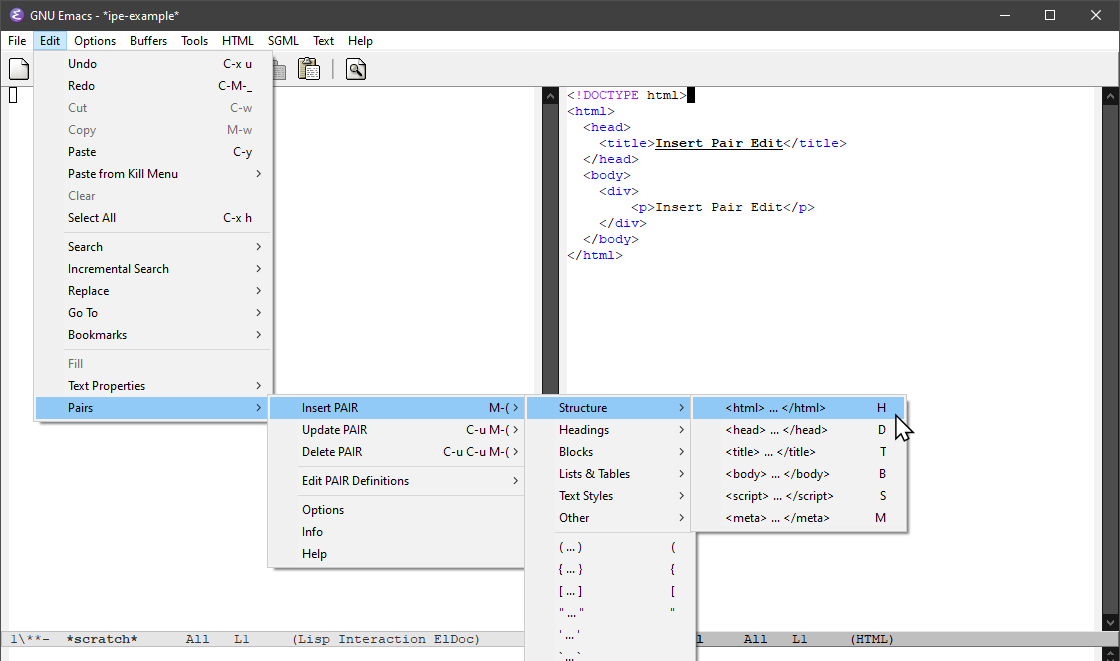 GNU Emacs - *ipe-example*
File Edit Options Buffers Tools HTML SGML Text Help
Undo C-x u
Redo C-M-_
Cut C-w
Copy M-w
Paste C-y
Paste from Kill Menu
Clear
Select All C-x h
Search
Incremental Search
Replace
Go To
Bookmarks
Fill
Text Properties
Pairs
<!DOCTYPE html>
<html>
<head>
<title>Insert Pair Edit</title>
</head>
<body>
<div>
<p>Insert Pair Edit</p>
</div>
</body>
</html>
Insert PAIR M-(
Update PAIR C-u M-(
Delete PAIR C-u C-u M-(
Edit PAIR Definitions
Options
Info
Help
Structure
Headings
Blocks
Lists & Tables
Text Styles
Other
( ... ) (
{ ... } {
[ ... ] [
" ... " "
' ... '
` ... `
<html> ... </html> H
<head> ... </head> D
<title> ... </title> T
<body> ... </body> B
<script> ... </script> S
<meta> ... </meta> M
1\**- *scratch* All L1 (Lisp Interaction ElDoc)
All L1 (HTML)